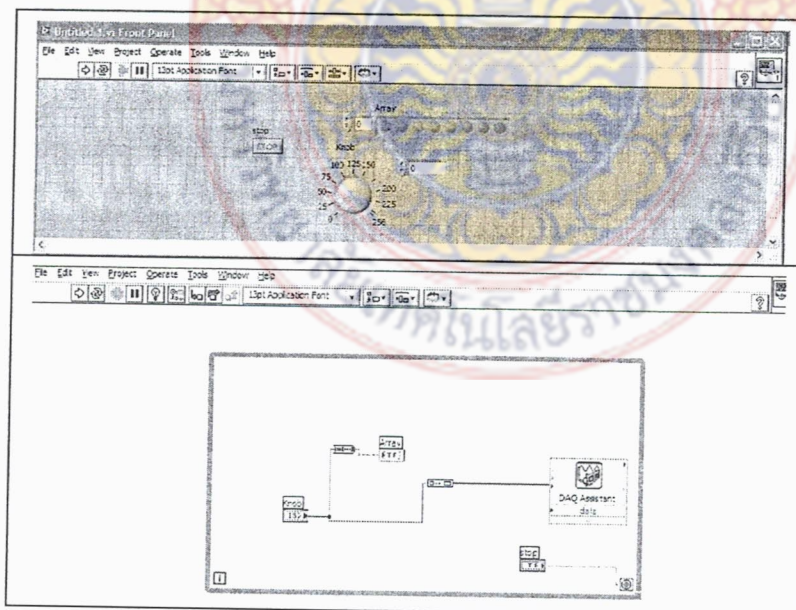 Untitled 1.vi Front Panel
File Edit View Project Operate Tools Window Help
13pt Application Font
Array
0
stop
STOP
Knob
0
100 125 150
75
50
25
0
200
225
256
File Edit View Project Operate Tools Window Help
13pt Application Font
Array
Knob
DAQ Assistant
data
stop
i